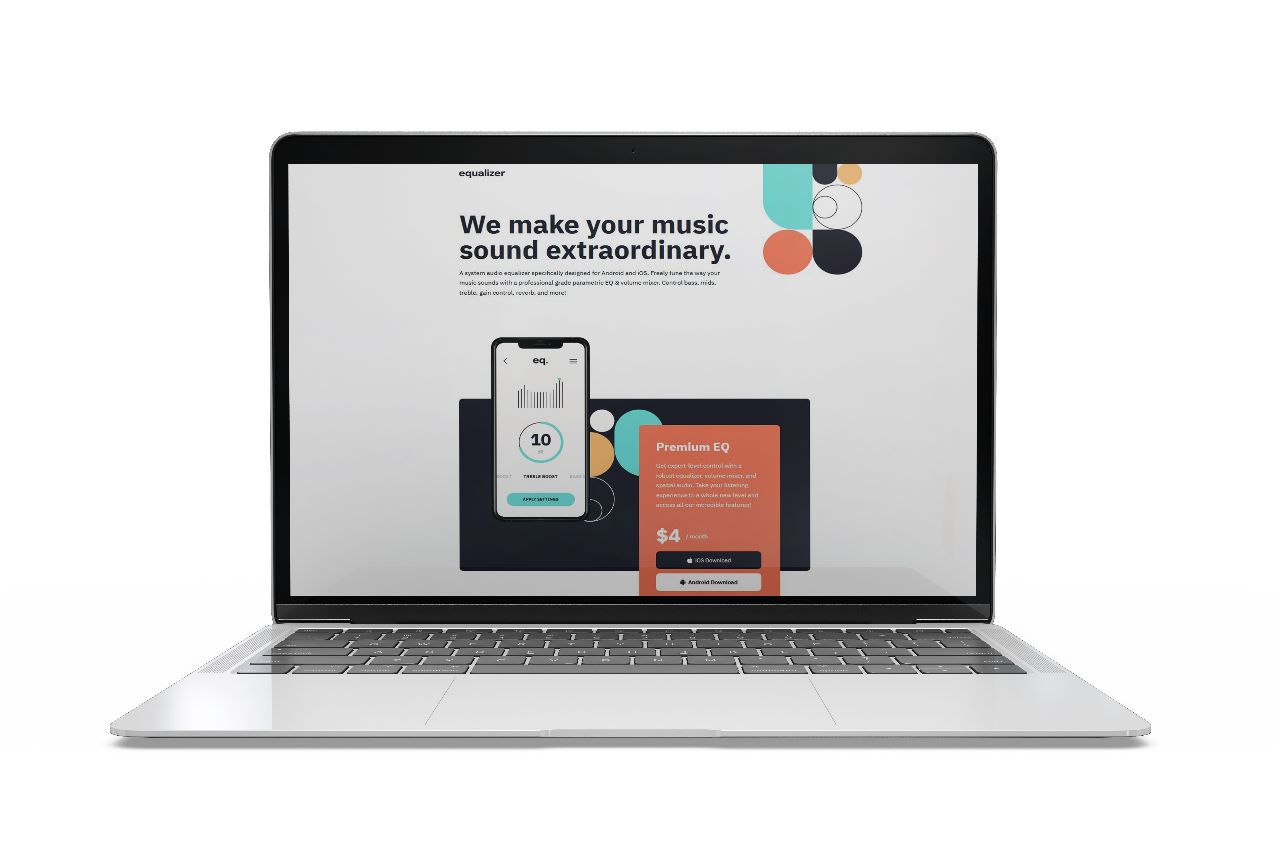 equalizer
We make your music
sound extraordinary.
A system audio equalizer specifically designed for Android and iOS. Freely tune the way your
music sounds with a professional grade parametric EQ & volume mixer. Control bass, mids,
treble, gain control, reverb, and more!
eq.
10
TREBLE BOOST
APPLY SETTINGS
Premium EQ
Get expert-level control with a
robust equalizer, volume mixer, and
spatial audio. Take your listening
experience to a whole new level and
access all our incredible features!
$4 / month
iOS Download
Android Download